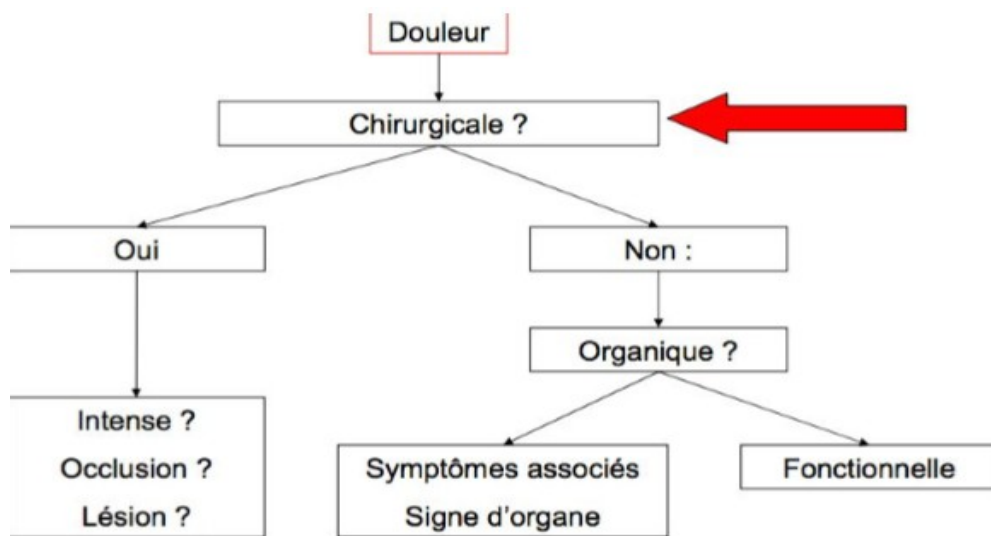 Douleur
Chirurgicale ?
Oui
Non :
Organique ?
Intense ?
Occlusion ?
Lésion ?
Symptômes associés
Signe d'organe
Fonctionnelle